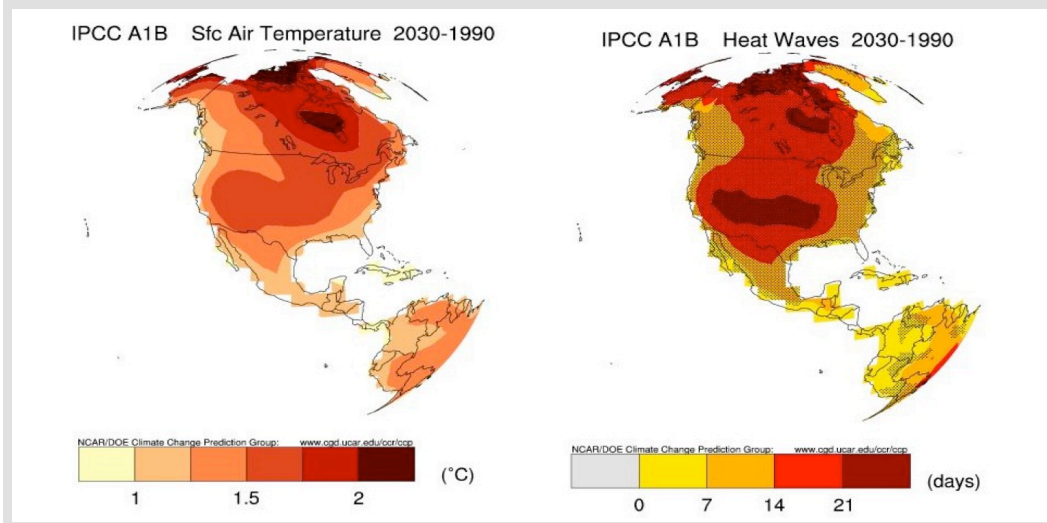 IPCC A1B Sfc Air Temperature 2030-1990
NCAR/DOE Climate Change Prediction Group: www.cgd.ucar.edu/ccr/ccp
(°C)
1 1.5 2
IPCC A1B Heat Waves 2030-1990
NCAR/DOE Climate Change Prediction Group: www.cgd.ucar.edu/ccr/ccp
(days)
0 7 14 21